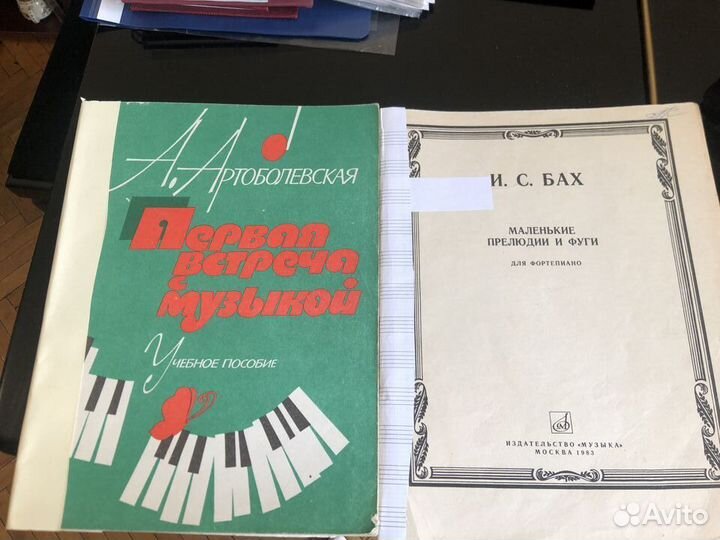 А. Артоболевская
Первая
встреча
с
музыкой
Учебное пособие
И. С. БАХ
МАЛЕНЬКИЕ
ПРЕЛЮДИИ И ФУГИ
ДЛЯ ФОРТЕПИАНО
ИЗДАТЕЛЬСТВО «МУЗЫКА»
МОСКВА 1983
Avito